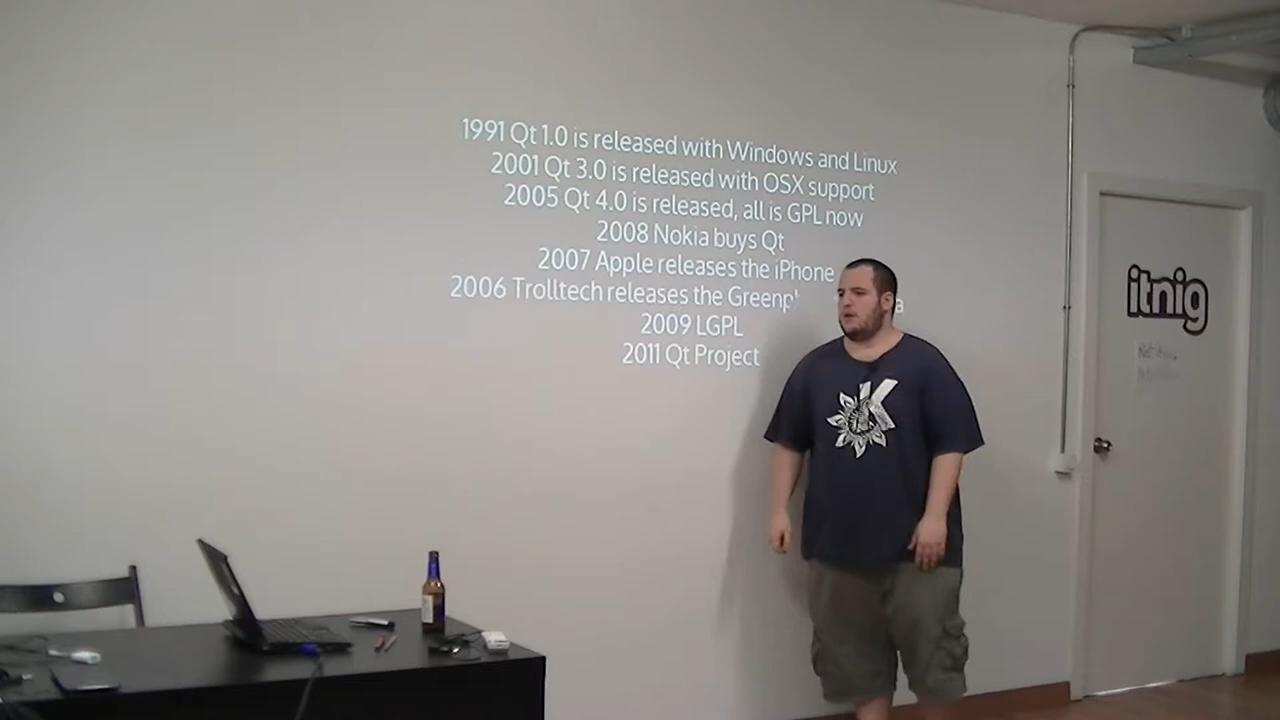 1991 Qt 1.0 is released with Windows and Linux
2001 Qt 3.0 is released with OSX support
2005 Qt 4.0 is released, all is GPL now
2008 Nokia buys Qt
2007 Apple releases the iPhone
2006 Trolltech releases the
2009 LGPL
2011 Qt Project
itnig
K